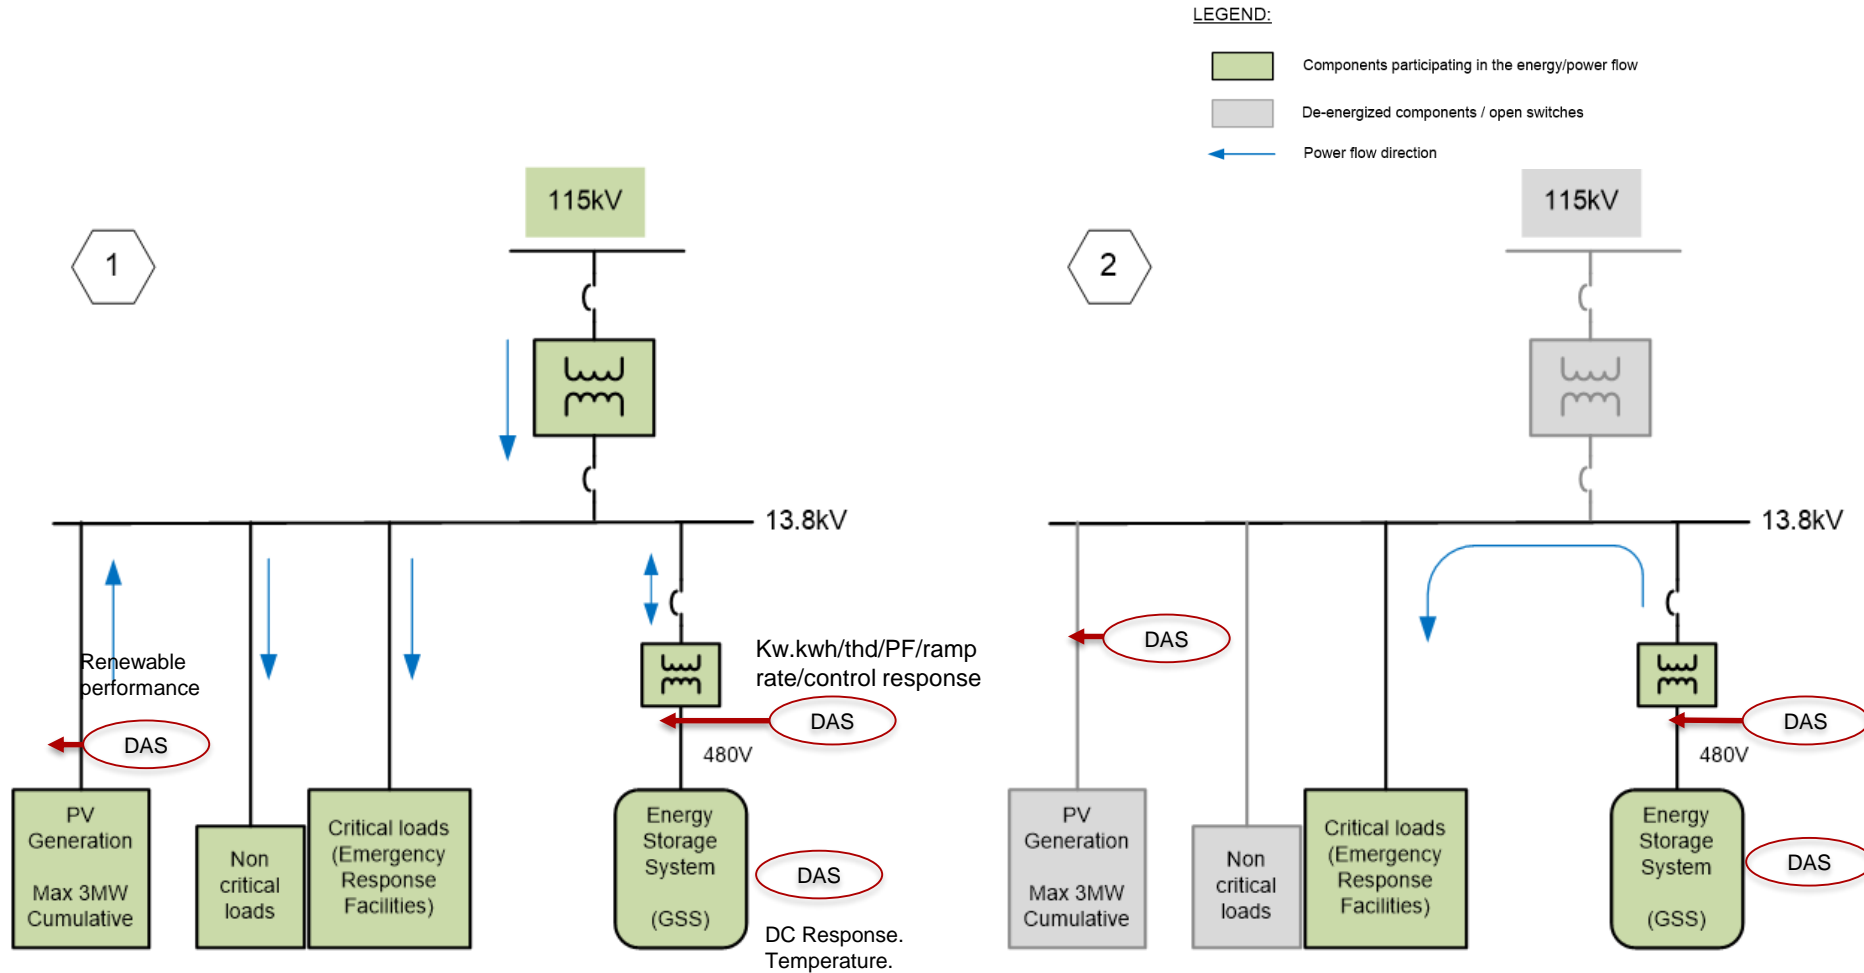 LEGEND:
Components participating in the energy/power flow
De-energized components / open switches
Power flow direction
1
115kV
13.8kV
Renewable
performance
DAS
Kw.kwh/thd/PF/ramp
rate/control response
DAS
480V
PV
Generation
Max 3MW
Cumulative
Non
critical
loads
Critical loads
(Emergency
Response
Facilities)
Energy
Storage
System
(GSS)
DAS
DC Response.
Temperature.
2
115kV
13.8kV
DAS
DAS
480V
PV
Generation
Max 3MW
Cumulative
Non
critical
loads
Critical loads
(Emergency
Response
Facilities)
Energy
Storage
System
(GSS)
DAS